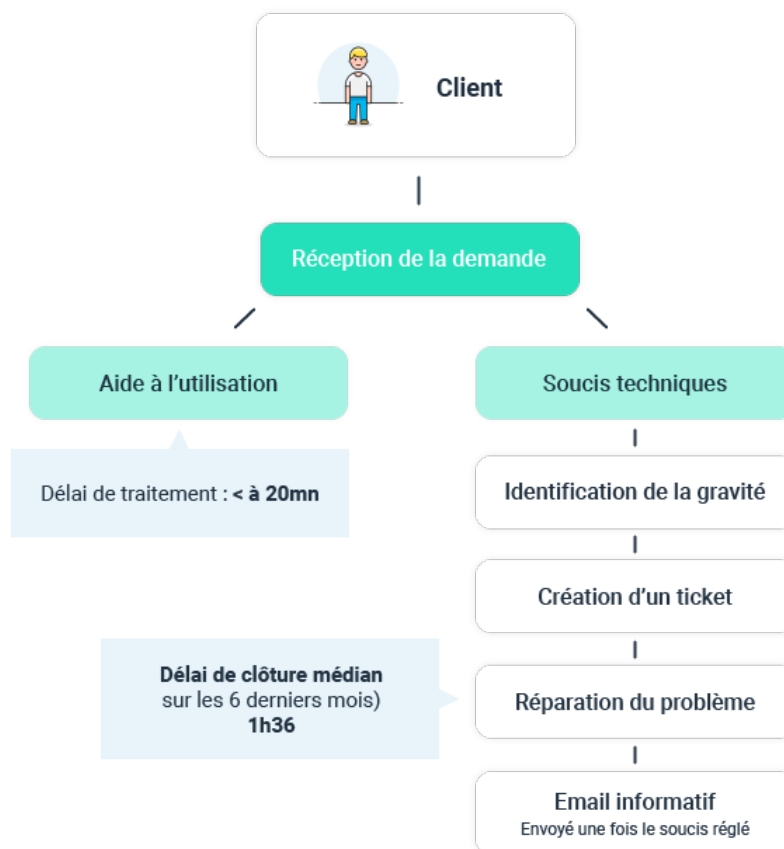 Client
Réception de la demande
Aide à l'utilisation
Délai de traitement : < à 20mn
Soucis techniques
Identification de la gravité
Création d'un ticket
Délai de clôture médian
sur les 6 derniers mois)
1h36
Réparation du problème
Email informatif
Envoyé une fois le soucis réglé